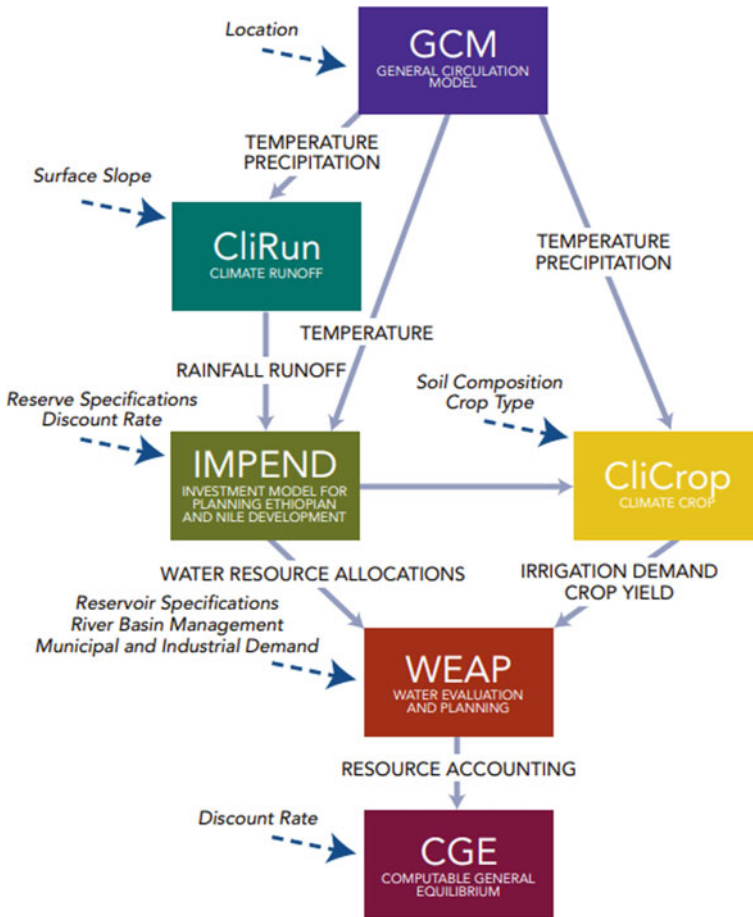 Location
GCM
GENERAL CIRCULATION
MODEL
TEMPERATURE
PRECIPITATION
Surface Slope
CliRun
CLIMATE RUNOFF
TEMPERATURE
PRECIPITATION
TEMPERATURE
RAINFALL RUNOFF
Reserve Specifications
Discount Rate
Soil Composition
Crop Type
IMPEND
INVESTMENT MODEL FOR
PLANNING ETHIOPIAN
AND NILE DEVELOPMENT
CliCrop
CLIMATE CROP
WATER RESOURCE ALLOCATIONS
IRRIGATION DEMAND
CROP YIELD
Reservoir Specifications
River Basin Management
Municipal and Industrial Demand
WEAP
WATER EVALUATION
AND PLANNING
RESOURCE ACCOUNTING
Discount Rate
CGE
COMPUTABLE GENERAL
EQUILIBRIUM